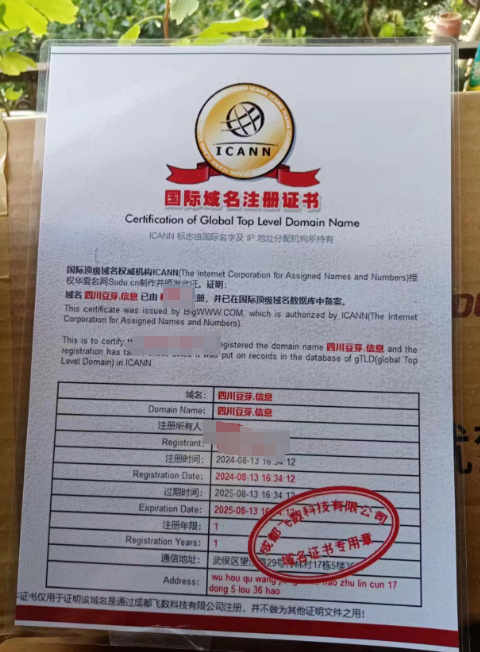 ICANN
国际域名注册证书
Certification of Global Top Level Domain Name
ICANN 标志由国际名字及 IP 地址分配机构所持有
国际顶级域名权威机构ICANN(The Internet Corporation for Assigned Names and Numbers)授
权华夏名网Sudu.cn制作并颁发此证。证明:
域名 四川豆芽.信息 已由 册,并已在国际顶级域名数据库中备案。
This certificate was issued by BigWWW.COM, which is authorized by ICANN(The Internet
Corporation for Assigned Names and Numbers)
This is to certify, registered the domain name 四川豆芽.信息 and the
registration has put on records in the database of gTLD(global Top
Level Domain) in ICANN
域名: 四川豆芽.信息
Domain Name: 四川豆芽.信息
注册所有人
Registrant
注册时间: 2024-08-13 16:34:12
Registration Date: 2024-08-13 16:34:12
过期时间: 2025-08-13 16:34:12
Expiration Date: 2025-08-13
注册年限: 1
Registration Years: 1
通信地址: 武侯区望 29号 村17栋5楼
Address: wu hou qu wang hao zhu lin cun 17
dong 5 lou 36 hao
成都飞数科技有限公司
域名证书专用章
证书仅用于证明该域名是通过成都飞数科技有限公司注册,并不做为其他证明文件之用!